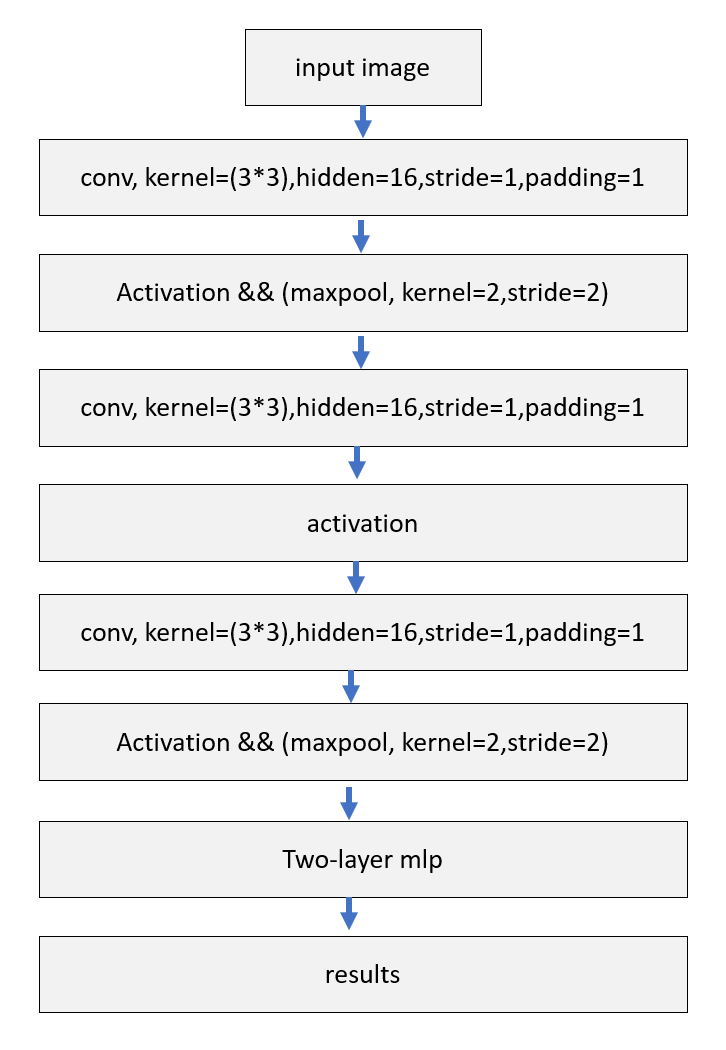 input image
conv, kernel=(3*3),hidden=16,stride=1,padding=1
Activation && (maxpool, kernel=2,stride=2)
conv, kernel=(3*3),hidden=16,stride=1,padding=1
activation
conv, kernel=(3*3),hidden=16,stride=1,padding=1
Activation && (maxpool, kernel=2,stride=2)
Two-layer mlp
results